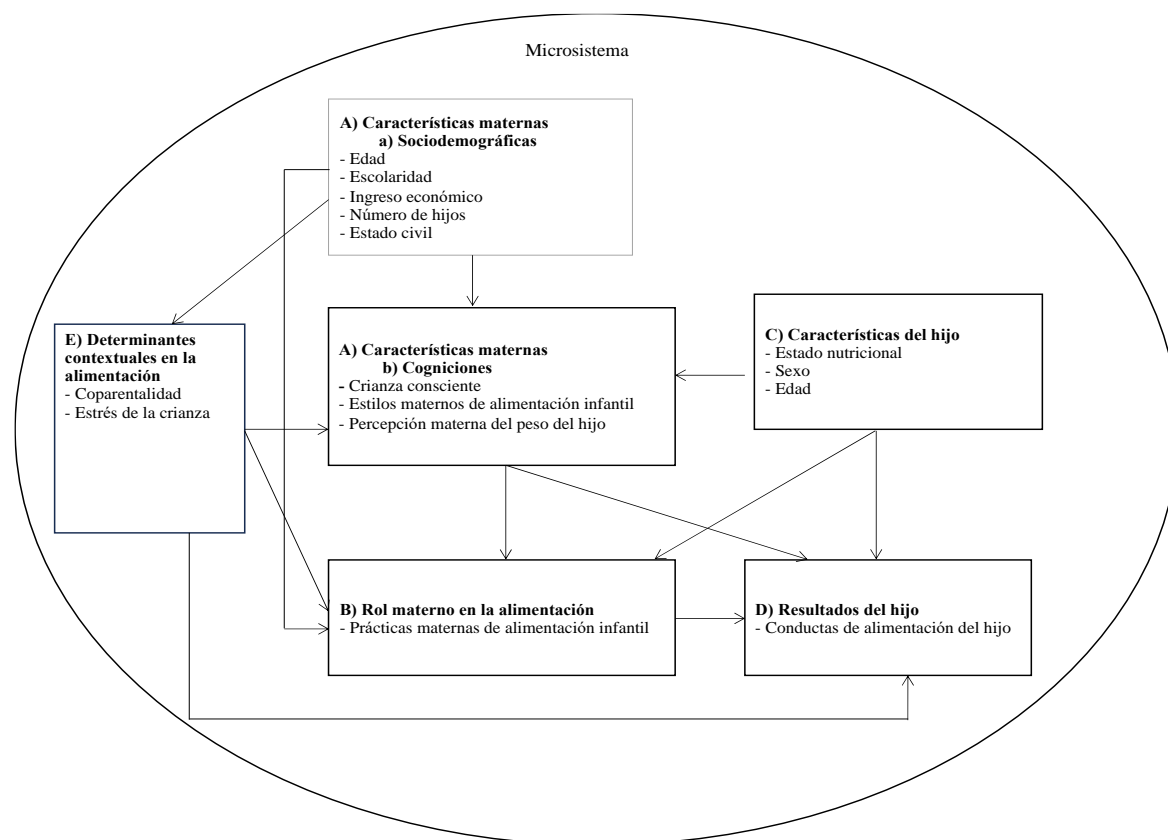 Microsistema
A) Características maternas
a) Sociodemográficas
- Edad
- Escolaridad
- Ingreso económico
- Número de hijos
- Estado civil
E) Determinantes
contextuales en la
alimentación
- Coparentalidad
- Estrés de la crianza
A) Características maternas
b) Cogniciones
- Crianza consciente
- Estilos maternos de alimentación infantil
- Percepción materna del peso del hijo
C) Características del hijo
- Estado nutricional
- Sexo
- Edad
B) Rol materno en la alimentación
- Prácticas maternas de alimentación infantil
D) Resultados del hijo
- Conductas de alimentación del hijo